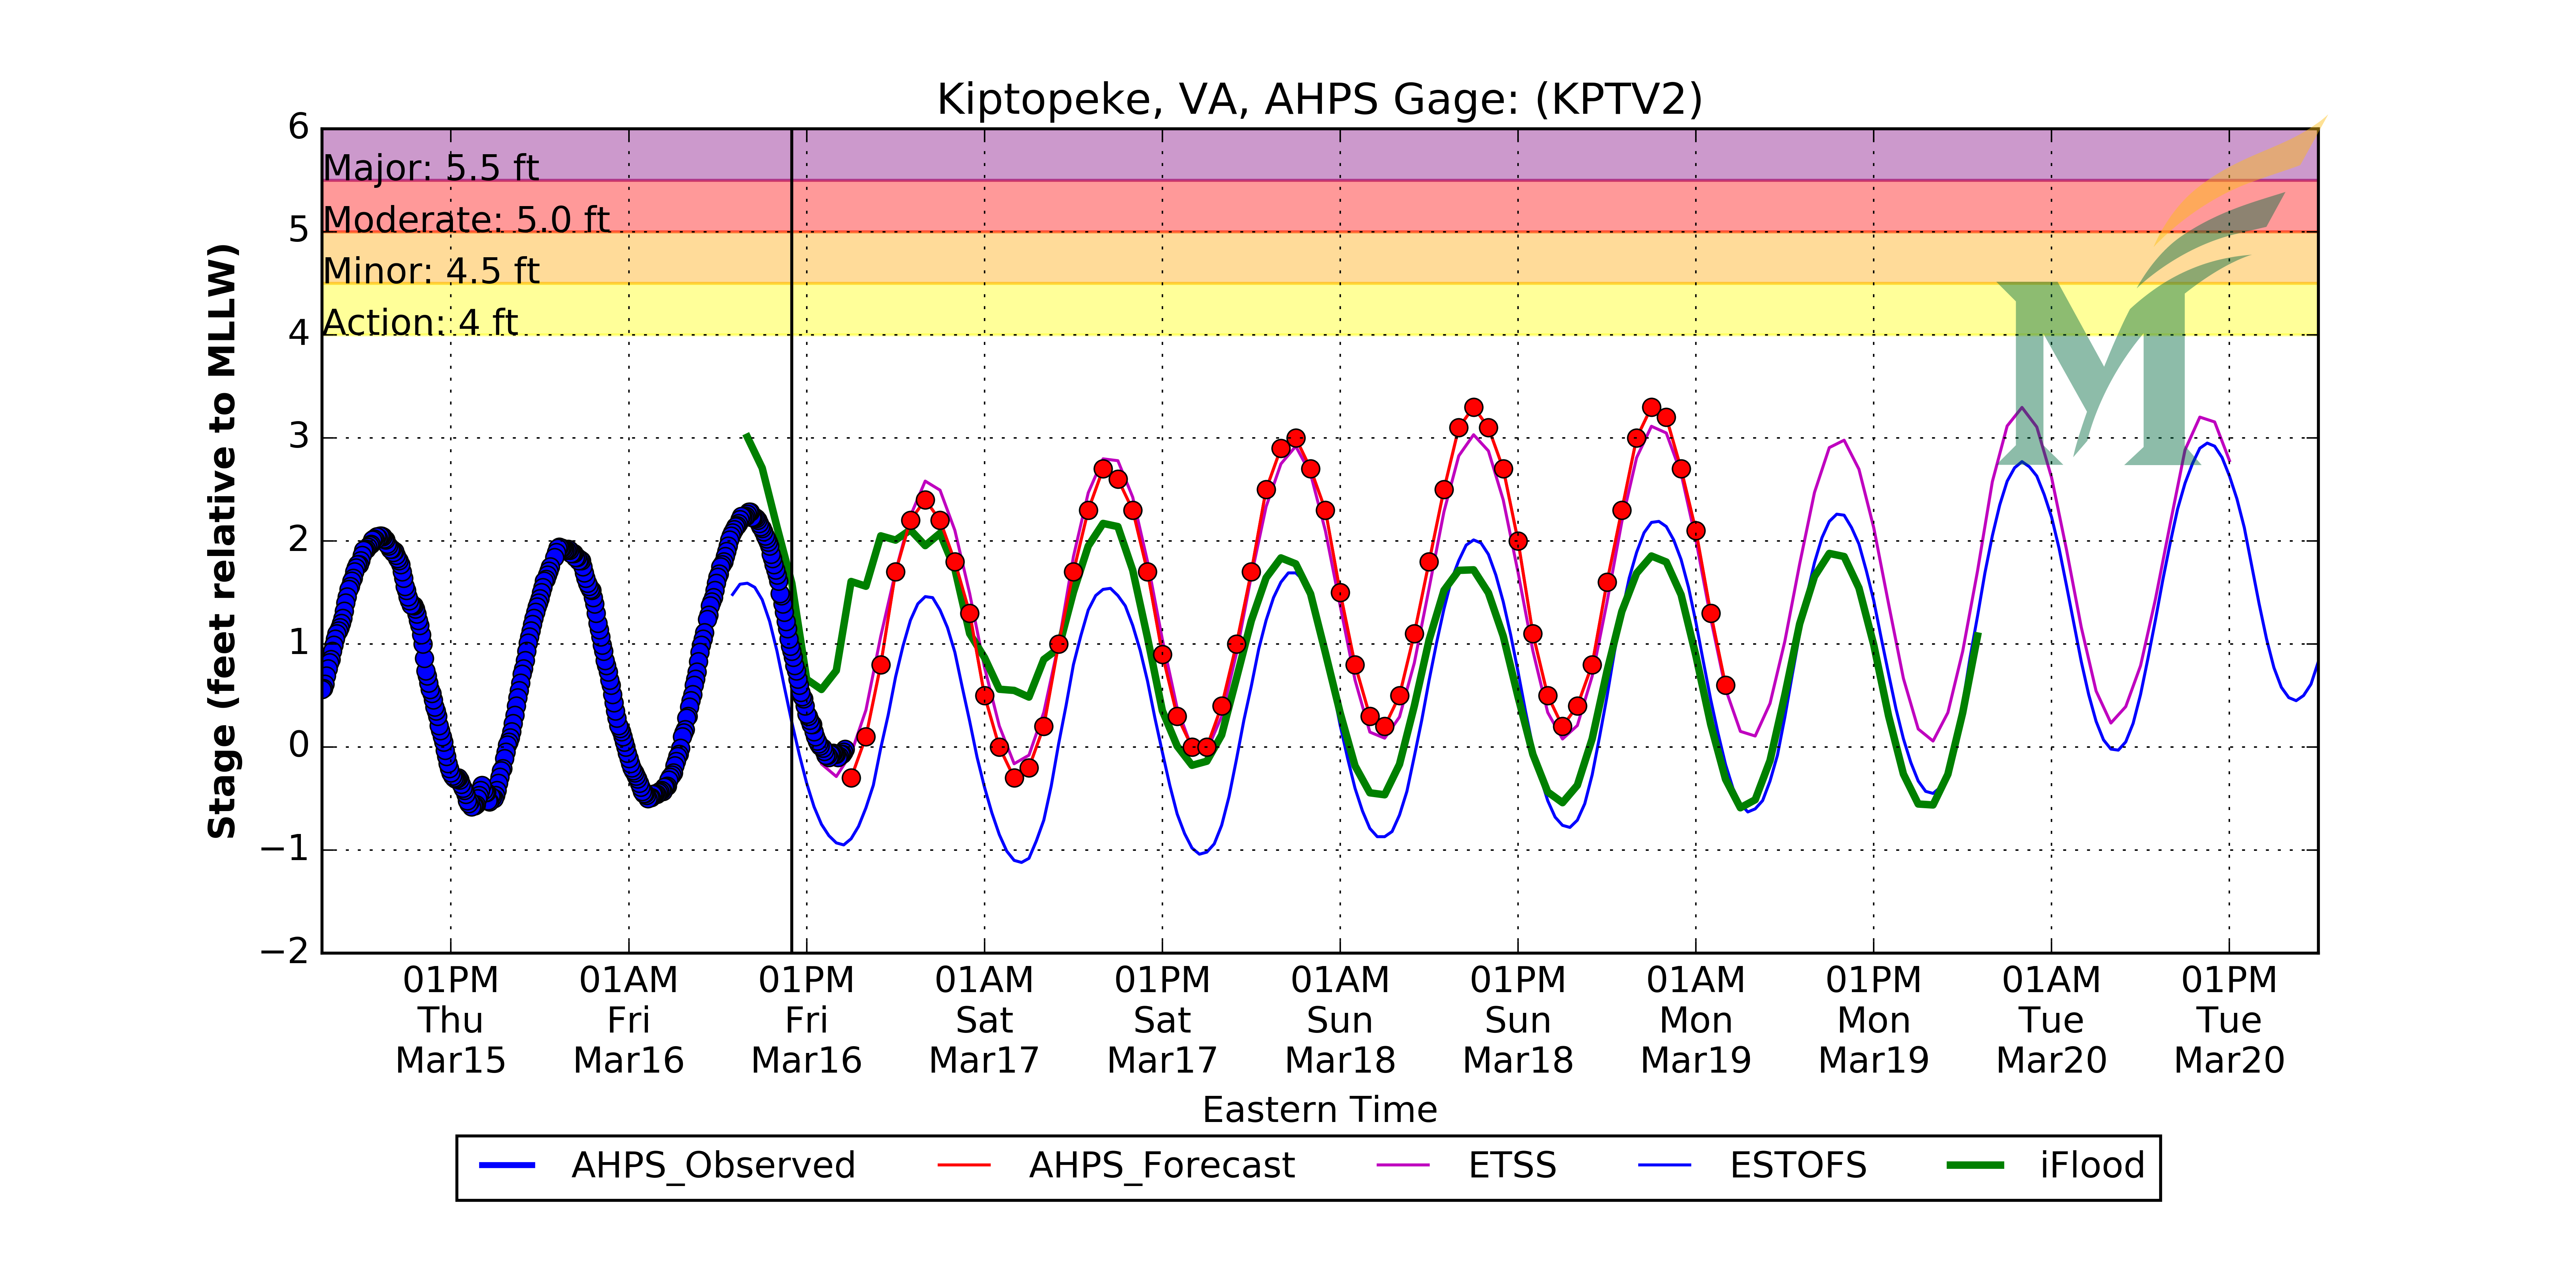 Kiptopeke, VA, AHPS Gage: (KPTV2)
Stage (feet relative to MLLW)
6
5
4
3
2
1
0
−1
−2
Major: 5.5 ft
Moderate: 5.0 ft
Minor: 4.5 ft
Action: 4 ft
M
01PM 01AM 01PM 01AM 01PM 01AM 01PM 01AM 01PM 01AM 01PM
Thu Fri Fri Sat Sat Sun Sun Mon Mon Tue Tue
Mar15 Mar16 Mar16 Mar17 Mar17 Mar18 Mar18 Mar19 Mar19 Mar20 Mar20
Eastern Time
AHPS_Observed AHPS_Forecast ETSS ESTOFS iFlood